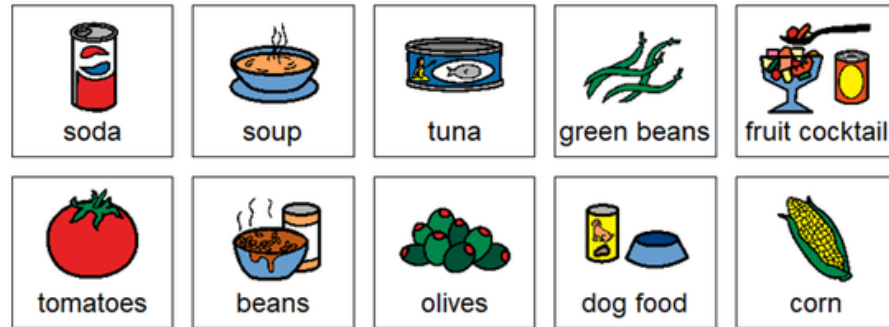 soda
soup
tuna
green beans
fruit cocktail
tomatoes
beans
olives
dog food
corn